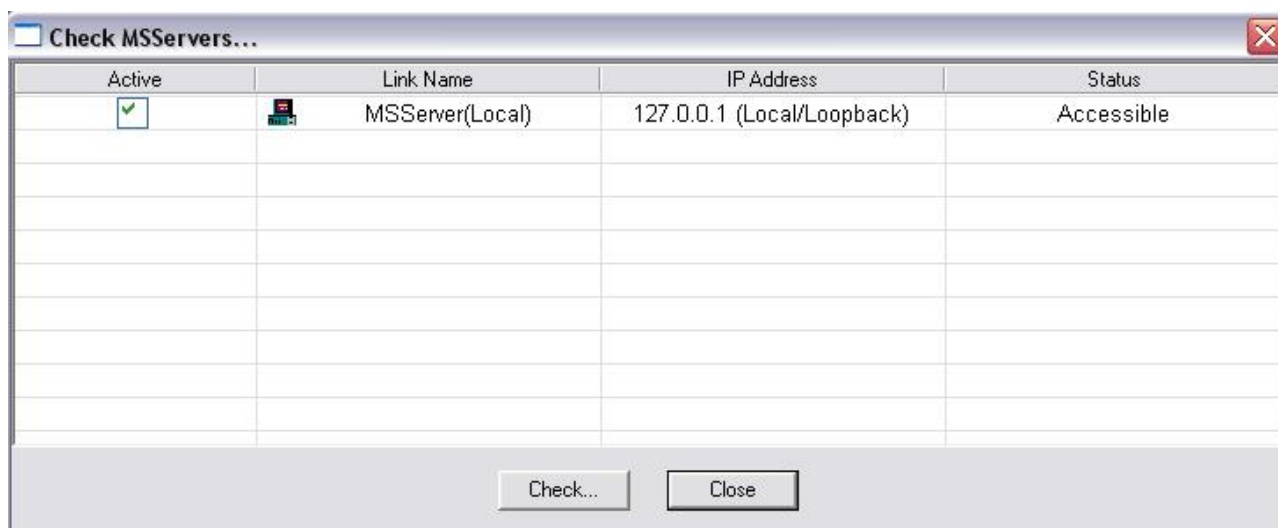 Check MSServers...
Active Link Name IP Address Status
MSServer(Local) 127.0.0.1 (Local/Loopback) Accessible
Check... Close